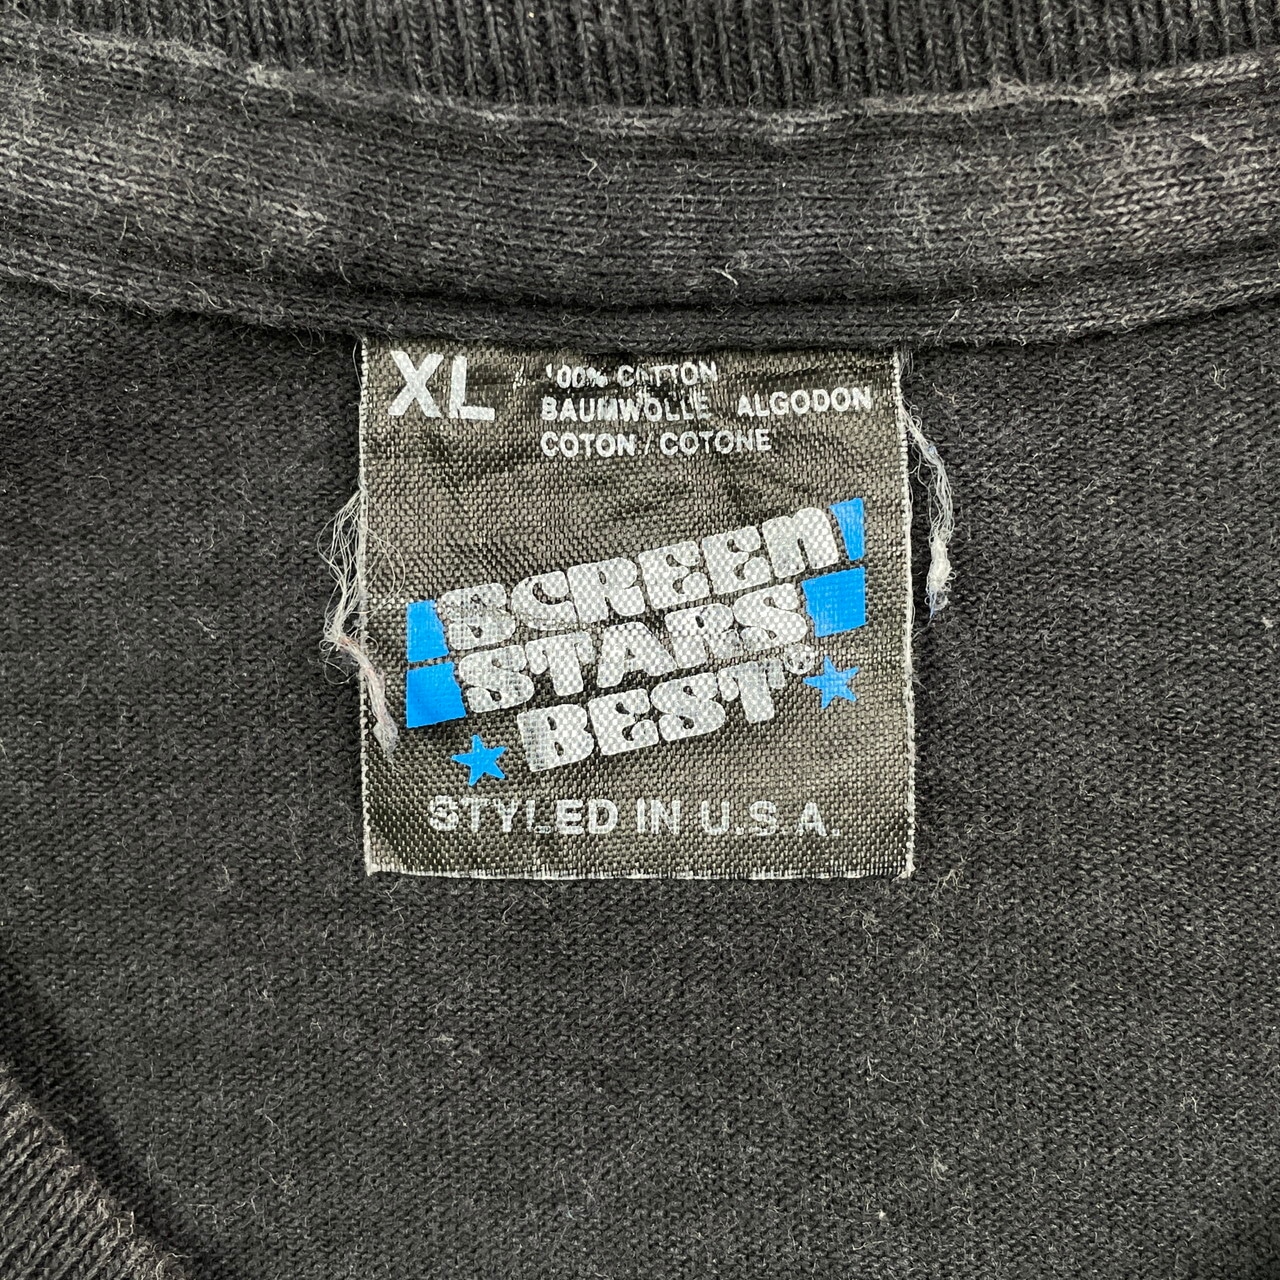 XL
100% COTTON
BAUMWOLLE ALGODON
COTON / COTONE
SCREEN
STARS
BEST®
STYLED IN U.S.A.